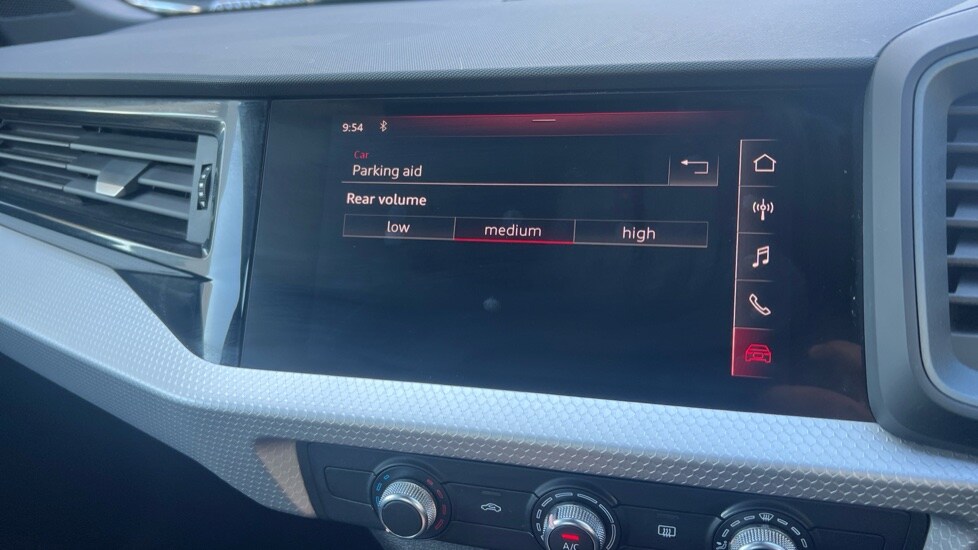 9:54
Car
Parking aid
Rear volume
low medium high
A/C